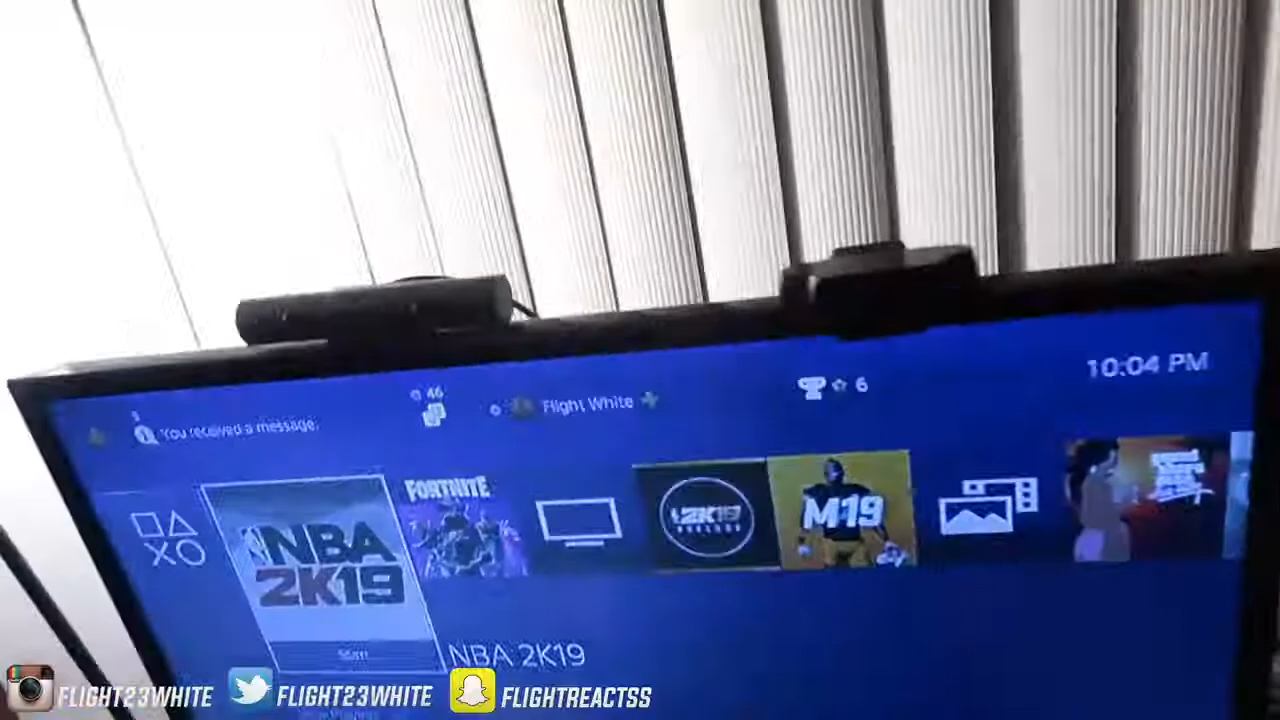 10:04 PM
46
You received a message.
Flight White
6
FORTNITE
NBA
2K19
2K19
M19
Start
NBA 2K19
FLIGHT23WHITE
FLIGHT23WHITE
FLIGHTREACTSS